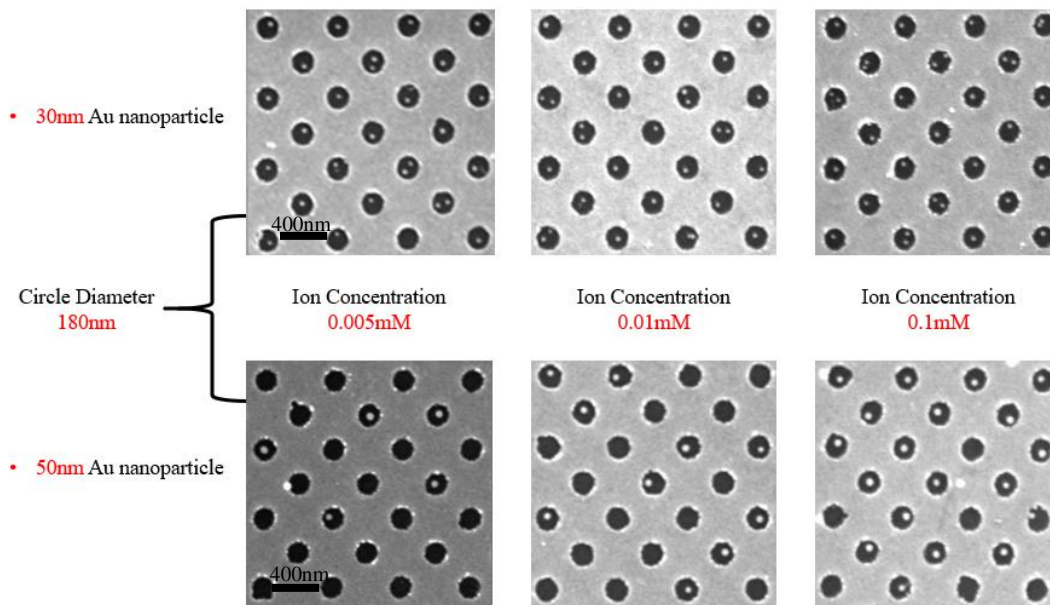 • 30nm Au nanoparticle
400nm
Circle Diameter
180nm
Ion Concentration
0.005mM
Ion Concentration
0.01mM
Ion Concentration
0.1mM
• 50nm Au nanoparticle
400nm